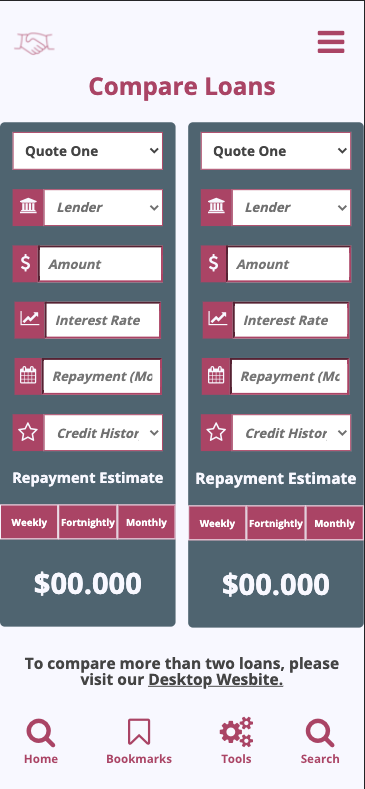 Compare Loans
Quote One
Lender
Amount
Interest Rate
Repayment (Mo
Credit Histor
Repayment Estimate
Weekly Fortnightly Monthly
$00.000
Quote One
Lender
Amount
Interest Rate
Repayment (Mo
Credit Histor
Repayment Estimate
Weekly Fortnightly Monthly
$00.000
To compare more than two loans, please
visit our Desktop Wesbite.
Home Bookmarks Tools Search